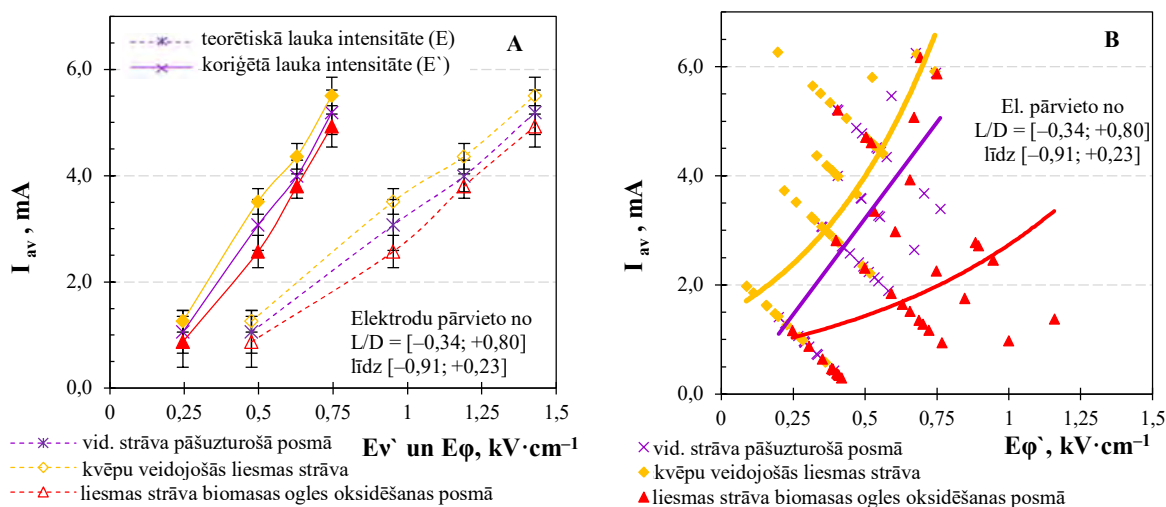 A
teorētiskā lauka intensitāte (E)
koriģētā lauka intensitāte (E`)
6,0
4,0
2,0
0,0
I av , mA
Elektrodu pārvieto no
L/D = [–0,34; +0,80]
līdz [–0,91; +0,23]
0 0,25 0,5 0,75 1 1,25 1,5
Ev` un Eφ, kV·cm–1
vid. strāva pāšuzturošā posmā
kvēpu veidojošās liesmas strāva
liesmas strāva biomasas ogles oksidēšanas posmā
B
6,0
4,0
2,0
0,0
I av , mA
El. pārvieto no
L/D = [–0,34; +0,80]
līdz [–0,91; +0,23]
0 0,25 0,5 0,75 1 1,25 1,5
Eφ`, kV·cm–1
vid. strāva pāšuzturošā posmā
kvēpu veidojošās liesmas strāva
liesmas strāva biomasas ogles oksidēšanas posmā